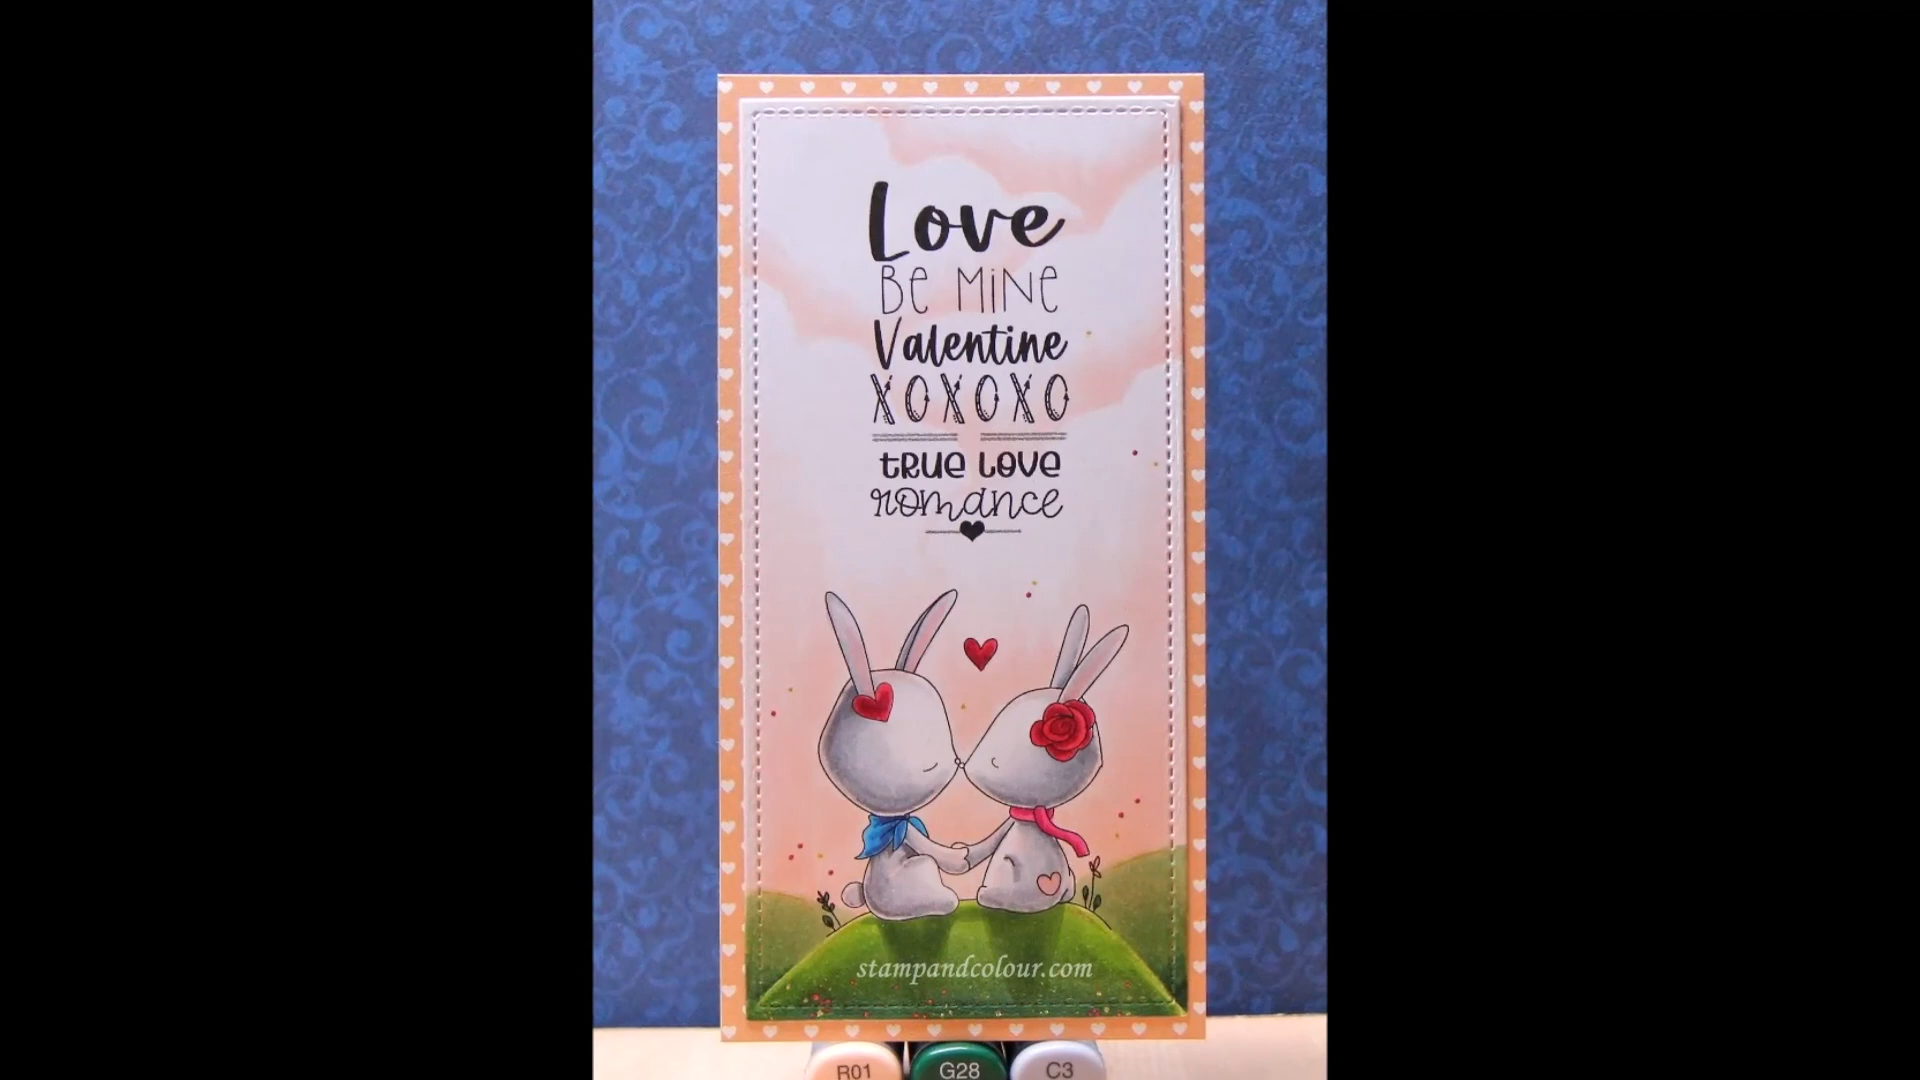 Love
Be MiNe
Valentine
XOXOXO
tRUe LOVe
romance
stampandcolour.com
R01 G28 C3